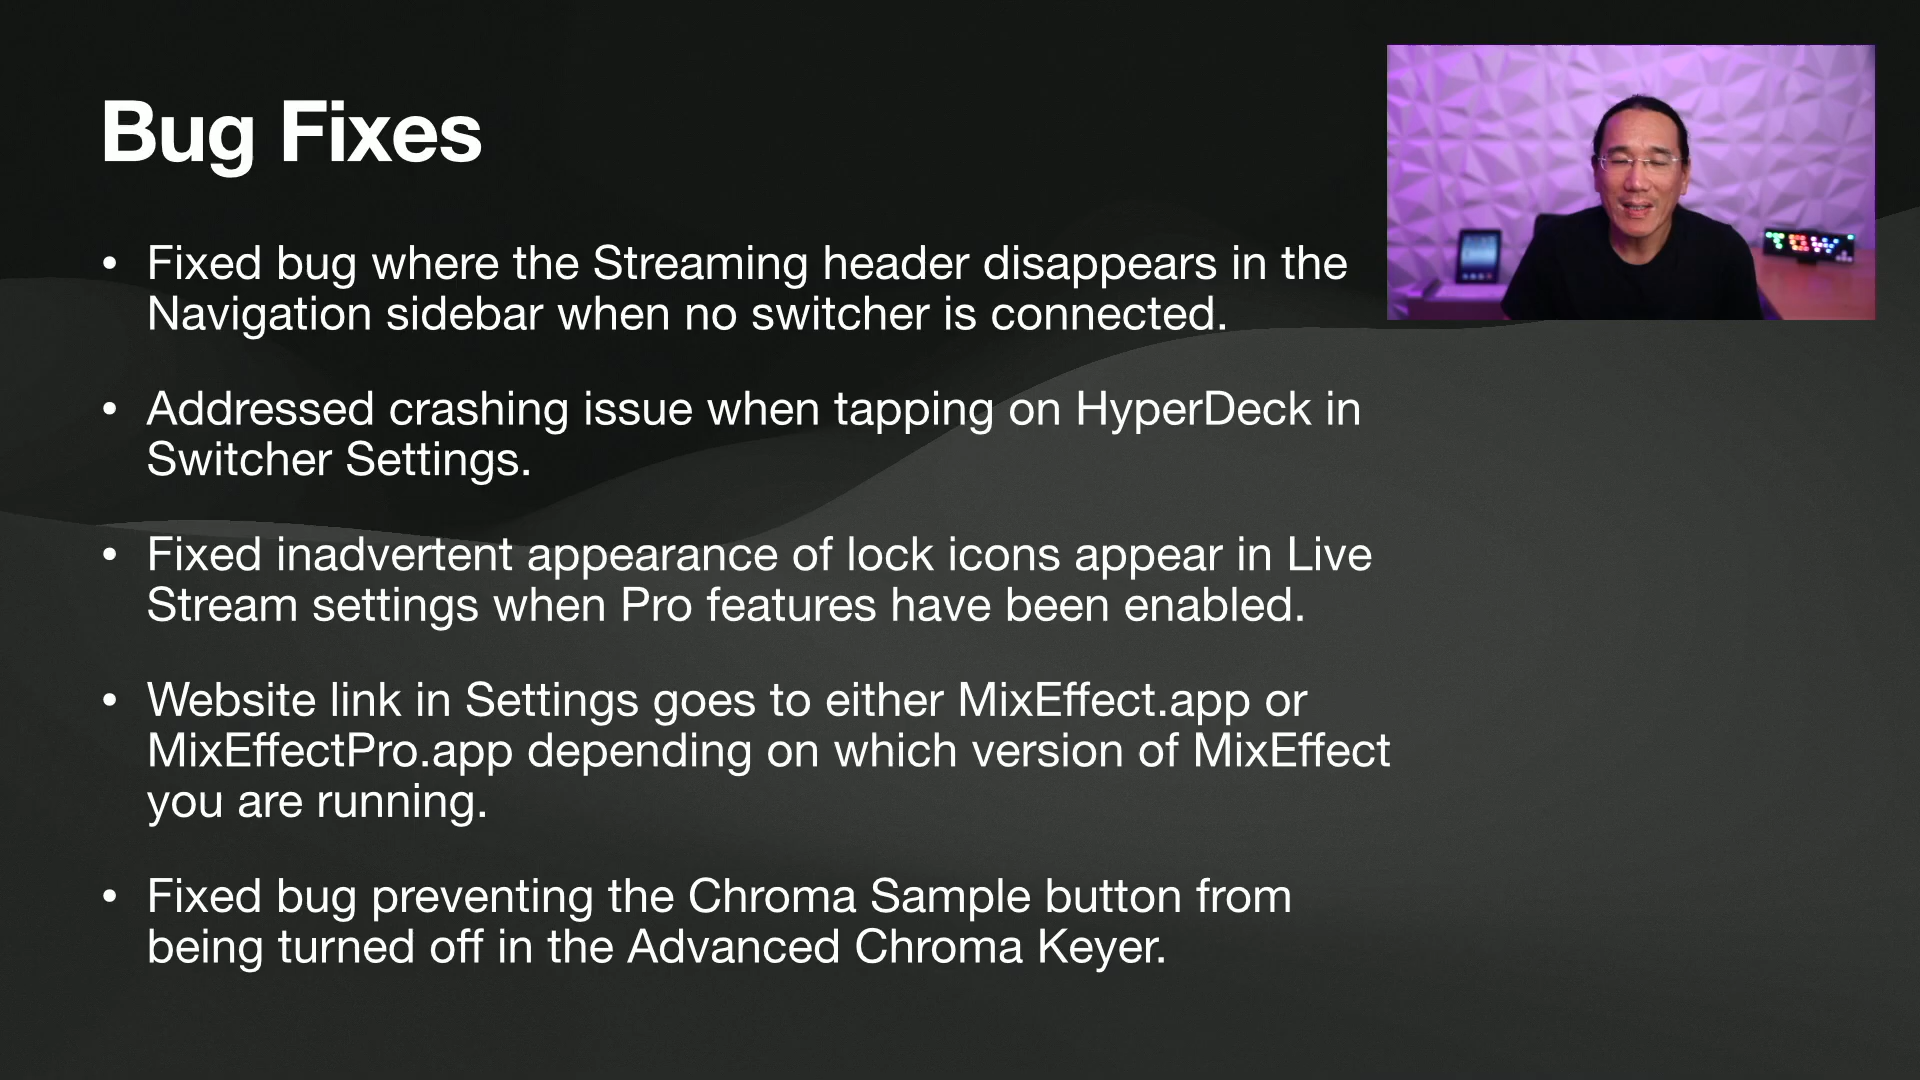 Bug Fixes
• Fixed bug where the Streaming header disappears in the
Navigation sidebar when no switcher is connected.
• Addressed crashing issue when tapping on HyperDeck in
Switcher Settings.
• Fixed inadvertent appearance of lock icons appear in Live
Stream settings when Pro features have been enabled.
• Website link in Settings goes to either MixEffect.app or
MixEffectPro.app depending on which version of MixEffect
you are running.
• Fixed bug preventing the Chroma Sample button from
being turned off in the Advanced Chroma Keyer.